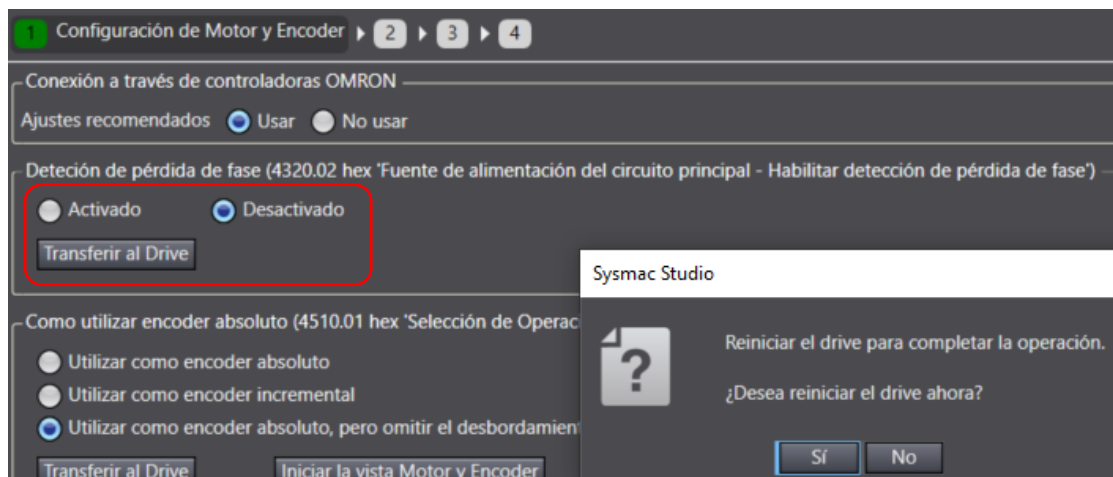 1 Configuración de Motor y Encoder 2 3 4
Conexión a través de controladoras OMRON
Ajustes recomendados Usar No usar
Deteción de pérdida de fase (4320.02 hex 'Fuente de alimentación del circuito principal - Habilitar detección de pérdida de fase')
Activado Desactivado
Transferir al Drive
Sysmac Studio
Reiniciar el drive para completar la operación.
¿Desea reiniciar el drive ahora?
Sí No
Como utilizar encoder absoluto (4510.01 hex 'Selección de Operac
Utilizar como encoder absoluto
Utilizar como encoder incremental
Utilizar como encoder absoluto, pero omitir el desbordamien
Transferir al Drive Iniciar la vista Motor y Encoder